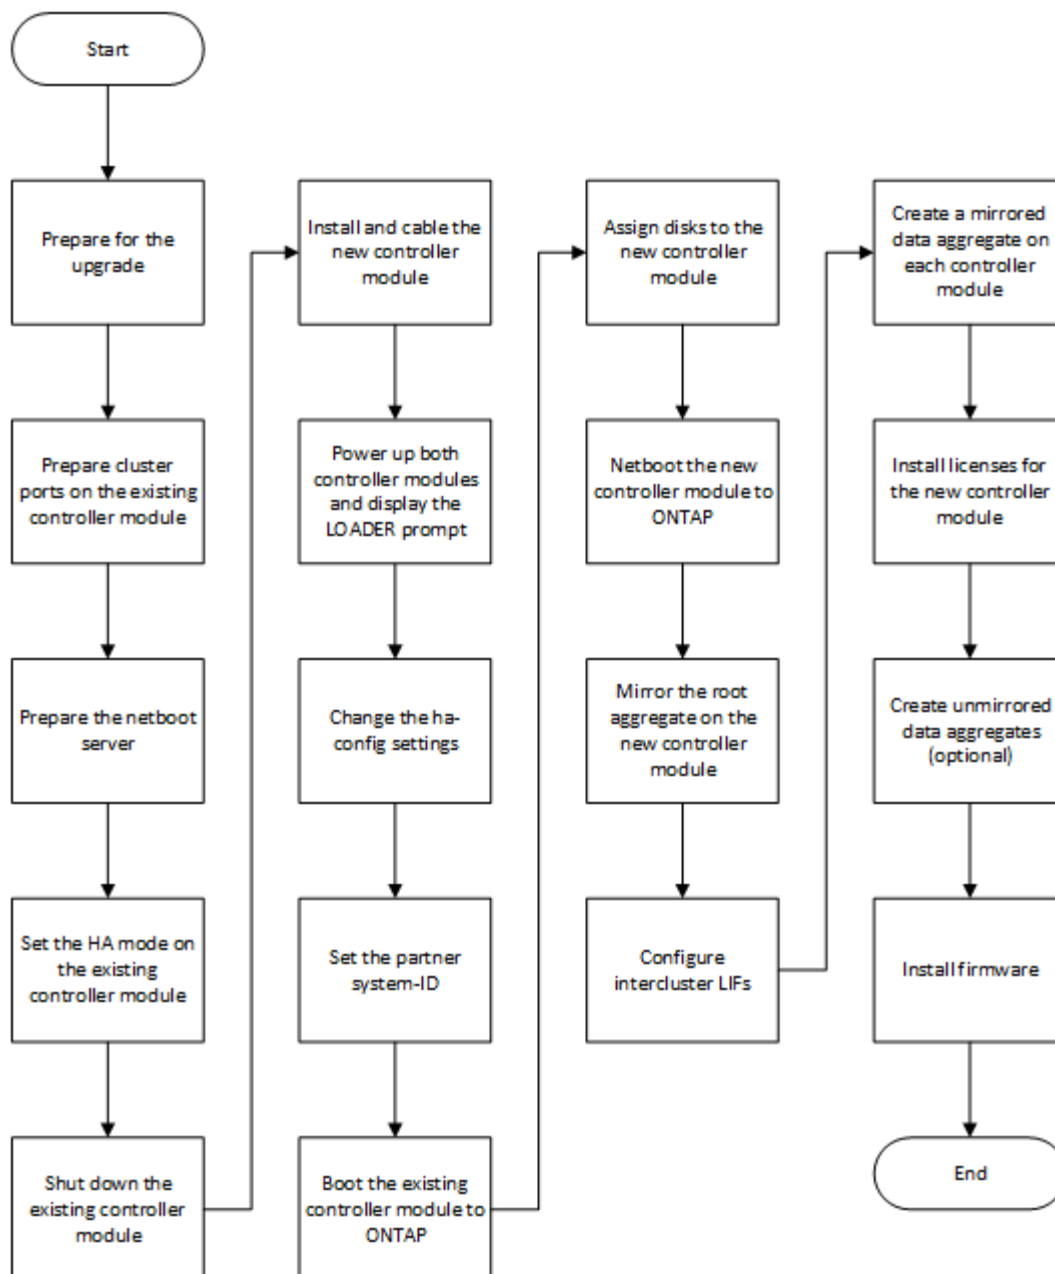 Start
Prepare for the
upgrade
Prepare cluster
ports on the existing
controller module
Prepare the netboot
server
Set the HA mode on
the existing
controller module
Shut down the
existing controller
module
Install and cable the
new controller
module
Power up both
controller modules
and display the
LOADER prompt
Change the ha-
config settings
Set the partner
system-ID
Boot the existing
controller module to
ONTAP
Assign disks to the
new controller
module
Netboot the new
controller module to
ONTAP
Mirror the root
aggregate on the
new controller
module
Configure
intercluster LIFs
Create a mirrored
data aggregate on
each controller
module
Install licenses for
the new controller
module
Create unmirrored
data aggregates
(optional)
Install firmware
End